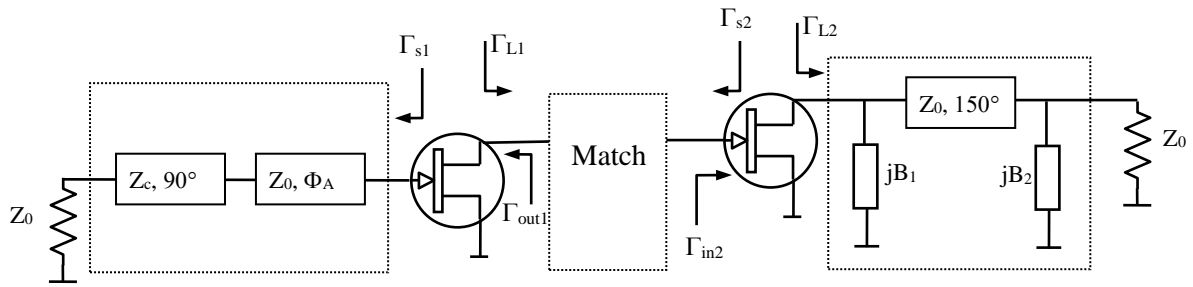 Γs1
ΓL1
Γs2
ΓL2
Zc, 90°
Z0, ΦA
Z0
Γout1
Match
Γin2
Z0, 150°
jB1
jB2
Z0